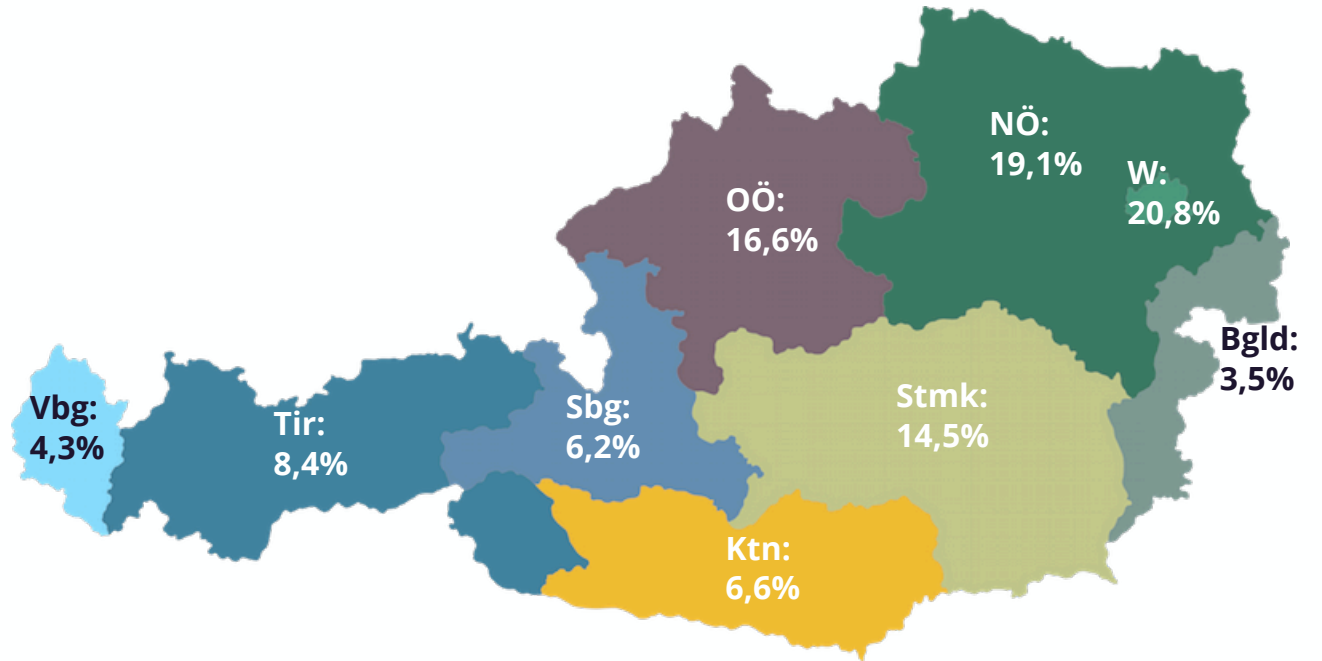 NÖ:
19,1%
W:
20,8%
OÖ:
16,6%
Bgld:
3,5%
Vbg:
4,3%
Tir:
8,4%
Sbg:
6,2%
Stmk:
14,5%
Ktn:
6,6%